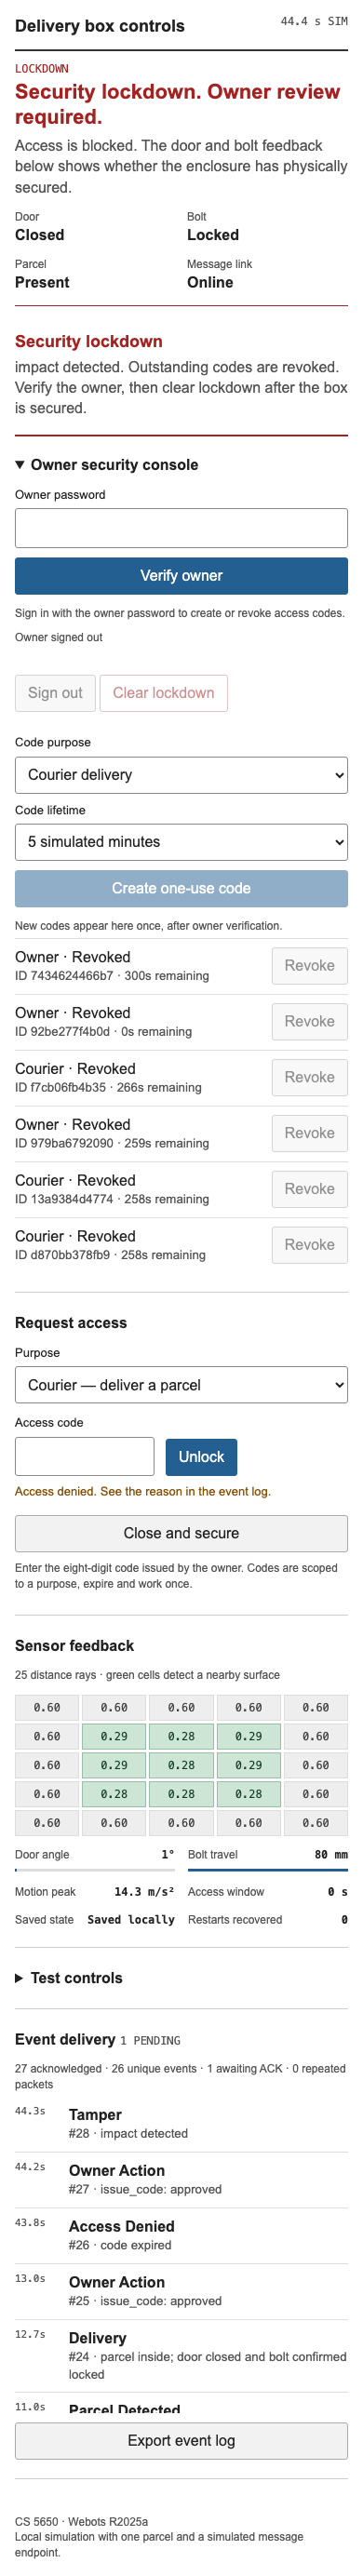 Delivery box controls 44.4 s SIM
LOCKDOWN
Security lockdown. Owner review
required.
Access is blocked. The door and bolt feedback
below shows whether the enclosure has physically
secured.
Door Bolt
Closed Locked
Parcel Message link
Present Online
Security lockdown
impact detected. Outstanding codes are revoked.
Verify the owner, then clear lockdown after the box
is secured.
▼ Owner security console
Owner password
Verify owner
Sign in with the owner password to create or revoke access codes.
Owner signed out
Sign out Clear lockdown
Code purpose
Courier delivery
Code lifetime
5 simulated minutes
Create one-use code
New codes appear here once, after owner verification.
Owner · Revoked
ID 7434624466b7 · 300s remaining
Revoke
Owner · Revoked
ID 92be277f4b0d · 0s remaining
Revoke
Courier · Revoked
ID f7cb06fb4b35 · 266s remaining
Revoke
Owner · Revoked
ID 979ba6792090 · 259s remaining
Revoke
Courier · Revoked
ID 13a9384d4774 · 258s remaining
Revoke
Courier · Revoked
ID d870bb378fb9 · 258s remaining
Revoke
Request access
Purpose
Courier — deliver a parcel
Access code
Unlock
Access denied. See the reason in the event log.
Close and secure
Enter the eight-digit code issued by the owner. Codes are scoped
to a purpose, expire and work once.
Sensor feedback
25 distance rays · green cells detect a nearby surface
0.60 0.60 0.60 0.60 0.60
0.60 0.29 0.28 0.29 0.60
0.60 0.29 0.28 0.29 0.60
0.60 0.28 0.28 0.28 0.60
0.60 0.60 0.60 0.60 0.60
Door angle 1° Bolt travel 80 mm
Motion peak 14.3 m/s² Access window 0 s
Saved state Saved locally Restarts recovered 0
▶ Test controls
Event delivery 1 PENDING
27 acknowledged · 26 unique events · 1 awaiting ACK · 0 repeated
packets
44.3s Tamper
#28 · impact detected
44.2s Owner Action
#27 · issue_code: approved
43.8s Access Denied
#26 · code expired
13.0s Owner Action
#25 · issue_code: approved
12.7s Delivery
#24 · parcel inside; door closed and bolt confirmed
locked
11.0s Parcel Detected
Export event log
CS 5650 · Webots R2025a
Local simulation with one parcel and a simulated message
endpoint.